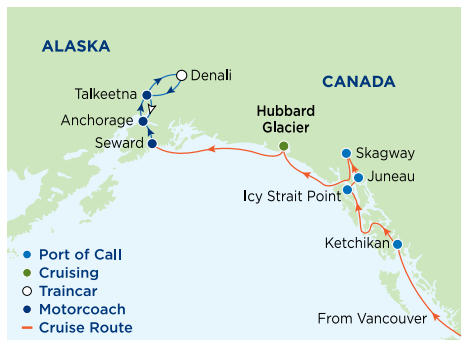 ALASKA
Denali
CANADA
Talkeetna
Hubbard
Glacier
Anchorage
Seward
Skagway
Juneau
Icy Strait Point
Ketchikan
Port of Call
Cruising
Traincar
Motorcoach
Cruise Route
From Vancouver